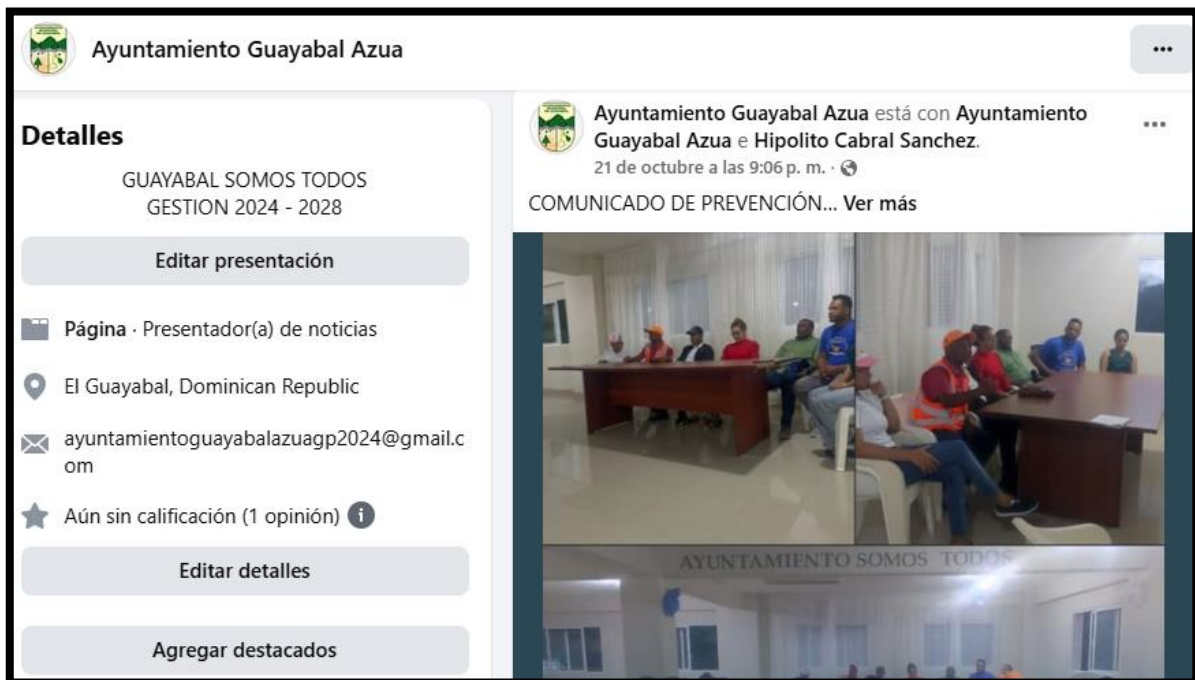 Ayuntamiento Guayabal Azua
Detalles
GUAYABAL SOMOS TODOS
GESTION 2024 - 2028
Editar presentación
Página · Presentador(a) de noticias
El Guayabal, Dominican Republic
ayuntamientoguayabalazuagp2024@gmail.c
om
Aún sin calificación (1 opinión)
Editar detalles
Agregar destacados
Ayuntamiento Guayabal Azua está con Ayuntamiento
Guayabal Azua e Hipolito Cabral Sanchez.
21 de octubre a las 9:06 p. m. ·
COMUNICADO DE PREVENCIÓN... Ver más
AYUNTAMIENTO SOMOS TODOS